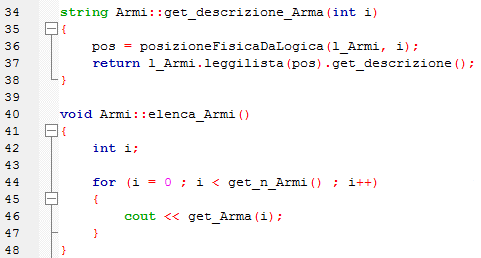 34 string Armi::get_descrizione_Arma(int i)
35 {
36 pos = posizioneFisicaDaLogica(l_Armi, i);
37 return l_Armi.leggilista(pos).get_descrizione();
38 }
39
40 void Armi::elenca_Armi()
41 {
42 int i;
43
44 for (i = 0 ; i < get_n_Armi() ; i++)
45 {
46 cout << get_Arma(i);
47 }
48 }